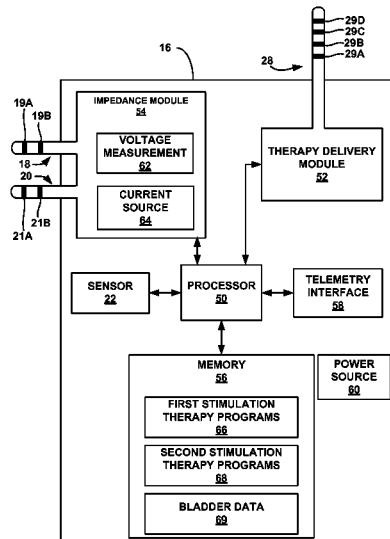 29D
29C
29B
29A
16
28
19A 19B
IMPEDANCE MODULE
54
VOLTAGE
MEASUREMENT
62
18
20
CURRENT
SOURCE
64
21A 21B
THERAPY DELIVERY
MODULE
52
SENSOR
22
PROCESSOR
50
TELEMETRY
INTERFACE
58
MEMORY
56
POWER
SOURCE
60
FIRST STIMULATION
THERAPY PROGRAMS
66
SECOND STIMULATION
THERAPY PROGRAMS
68
BLADDER DATA
69